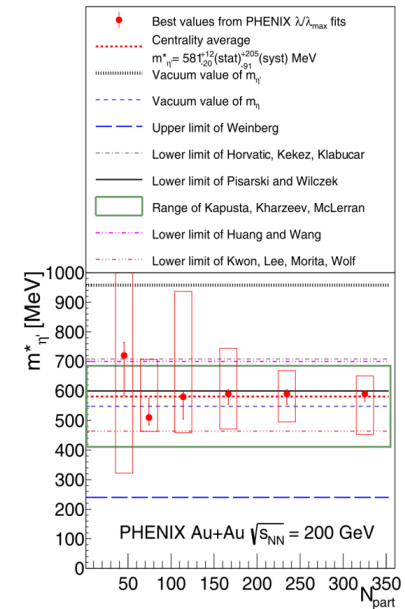 Best values from PHENIX λ/λmax fits
Centrality average
m*η'= 581+12-20(stat)+205-91(syst) MeV
Vacuum value of mη'
Vacuum value of mη
Upper limit of Weinberg
Lower limit of Horvatic, Kekez, Klabucar
Lower limit of Pisarski and Wilczek
Range of Kapusta, Kharzeev, McLerran
Lower limit of Huang and Wang
Lower limit of Kwon, Lee, Morita, Wolf
m*η' [MeV]
1000
900
800
700
600
500
400
300
200
100
0
PHENIX Au+Au √sNN = 200 GeV
50 100 150 200 250 300 350
Npart